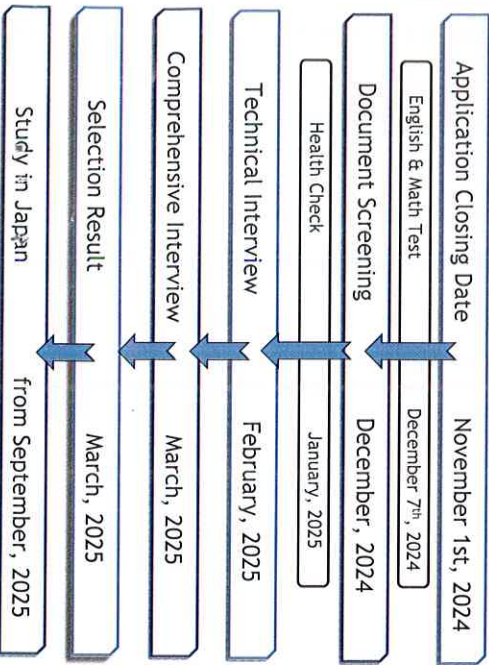 Application Closing Date November 1st, 2024
English & Math Test December 7th, 2024
Document Screening December, 2024
Health Check January, 2025
Technical Interview February, 2025
Comprehensive Interview March, 2025
Selection Result March, 2025
Study in Japan from September, 2025